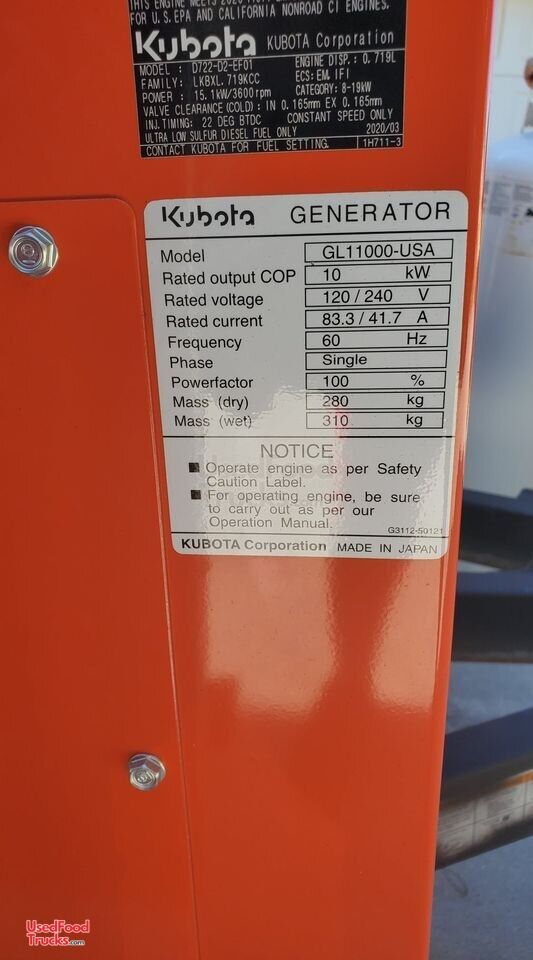 THIS ENGINE MEETS 2020
FOR U.S. EPA AND CALIFORNIA NONROAD CI ENGINES.
Kubota KUBOTA Corporation
MODEL : D722-D2-EF01 ENGINE DISP.: 0.719L
FAMILY: LKBXL.719KCC ECS:EM, IFI
POWER : 15.1kW/3600rpm CATEGORY: 8-19kW
VALVE CLEARANCE (COLD) : IN 0.165mm EX 0.165mm
INJ. TIMING: 22 DEG BTDC CONSTANT SPEED ONLY
ULTRA LOW SULFUR DIESEL FUEL ONLY 2020/03
CONTACT KUBOTA FOR FUEL SETTING. 1H711-3
Kubota GENERATOR
Model GL11000-USA
Rated output COP 10 kW
Rated voltage 120 / 240 V
Rated current 83.3 / 41.7 A
Frequency 60 Hz
Phase Single
Powerfactor 100 %
Mass (dry) 280 kg
Mass (wet) 310 kg
NOTICE
■ Operate engine as per Safety
Caution Label.
■ For operating engine, be sure
to carry out as per our
Operation Manual.
G3112-50121
KUBOTA Corporation MADE IN JAPAN
UsedFood
Trucks.com